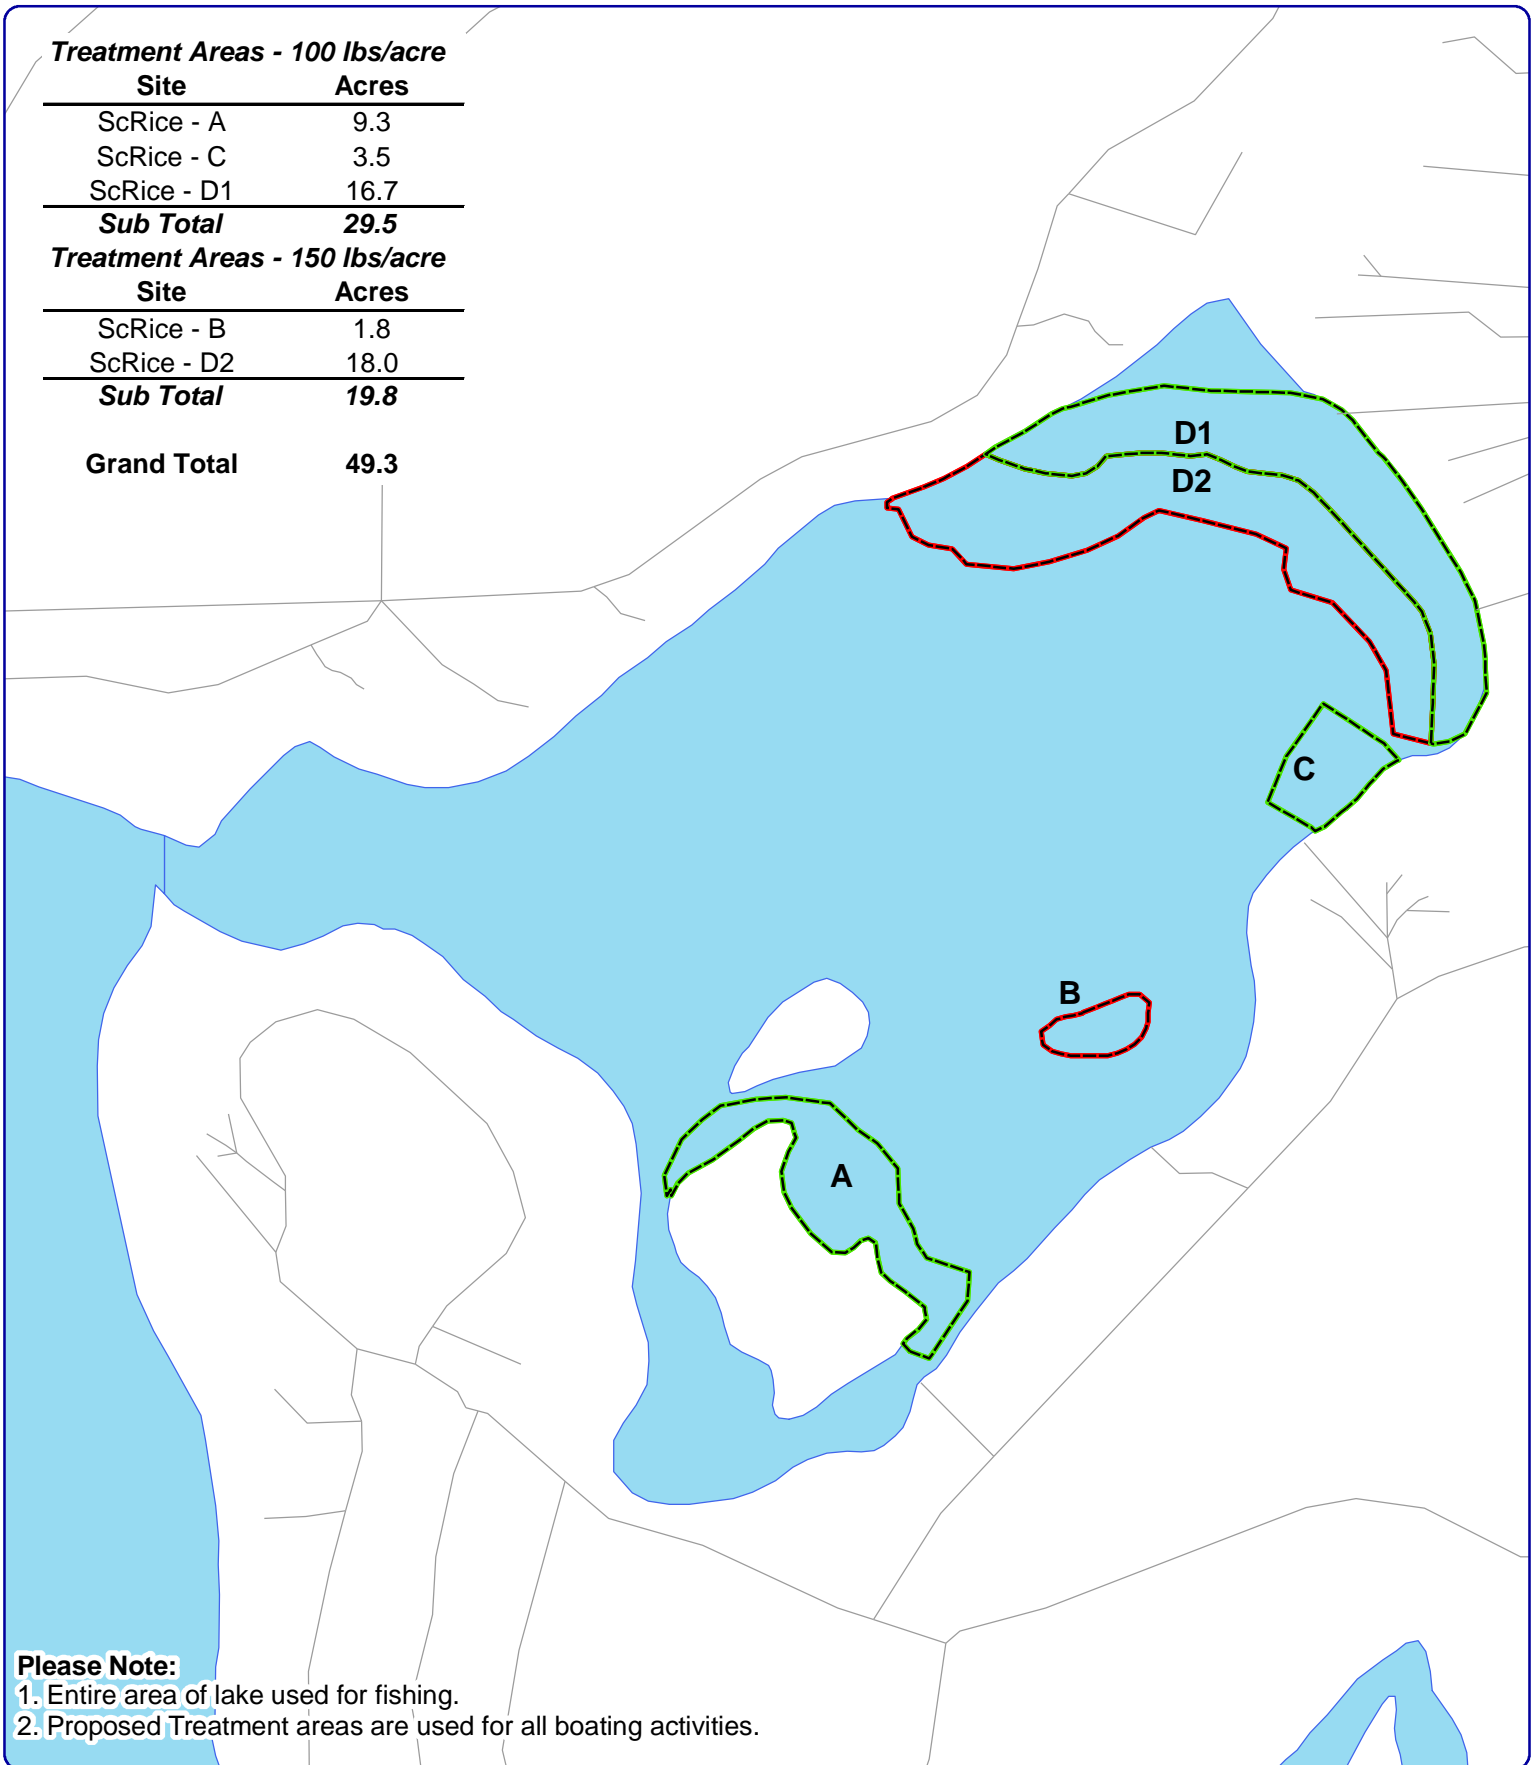 Treatment Areas - 100 lbs/acre
Site Acres
ScRice - A 9.3
ScRice - C 3.5
ScRice - D1 16.7
Sub Total 29.5
Treatment Areas - 150 lbs/acre
Site Acres
ScRice - B 1.8
ScRice - D2 18.0
Sub Total 19.8
Grand Total 49.3
D1
D2
C
B
A
Please Note:
1. Entire area of lake used for fishing.
2. Proposed Treatment areas are used for all boating activities.